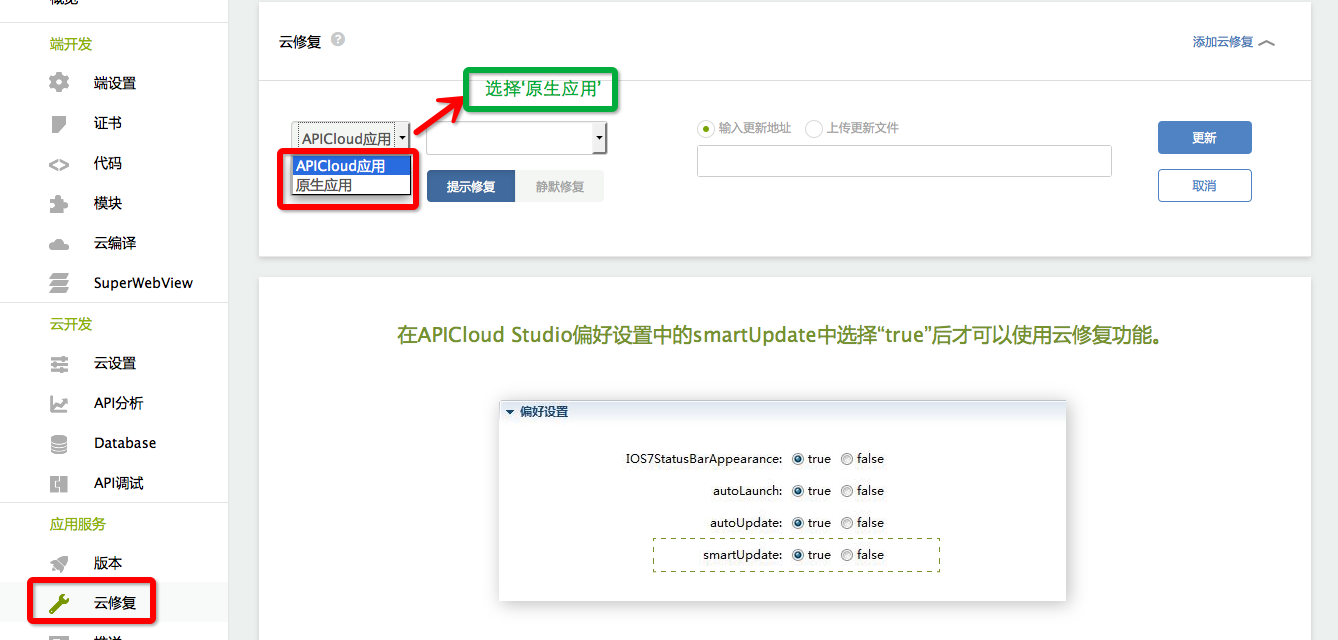 概览
端开发
端设置
证书
代码
模块
云编译
SuperWebView
云开发
云设置
API分析
Database
API调试
应用服务
版本
云修复
推送
云修复 ?
添加云修复
选择‘原生应用’
APICloud应用
APICloud应用
原生应用
提示修复 静默修复
输入更新地址 上传更新文件
更新
取消
在APICloud Studio偏好设置中的smartUpdate中选择“true”后才可以使用云修复功能。
偏好设置
IOS7StatusBarAppearance: true false
autoLaunch: true false
autoUpdate: true false
smartUpdate: true false